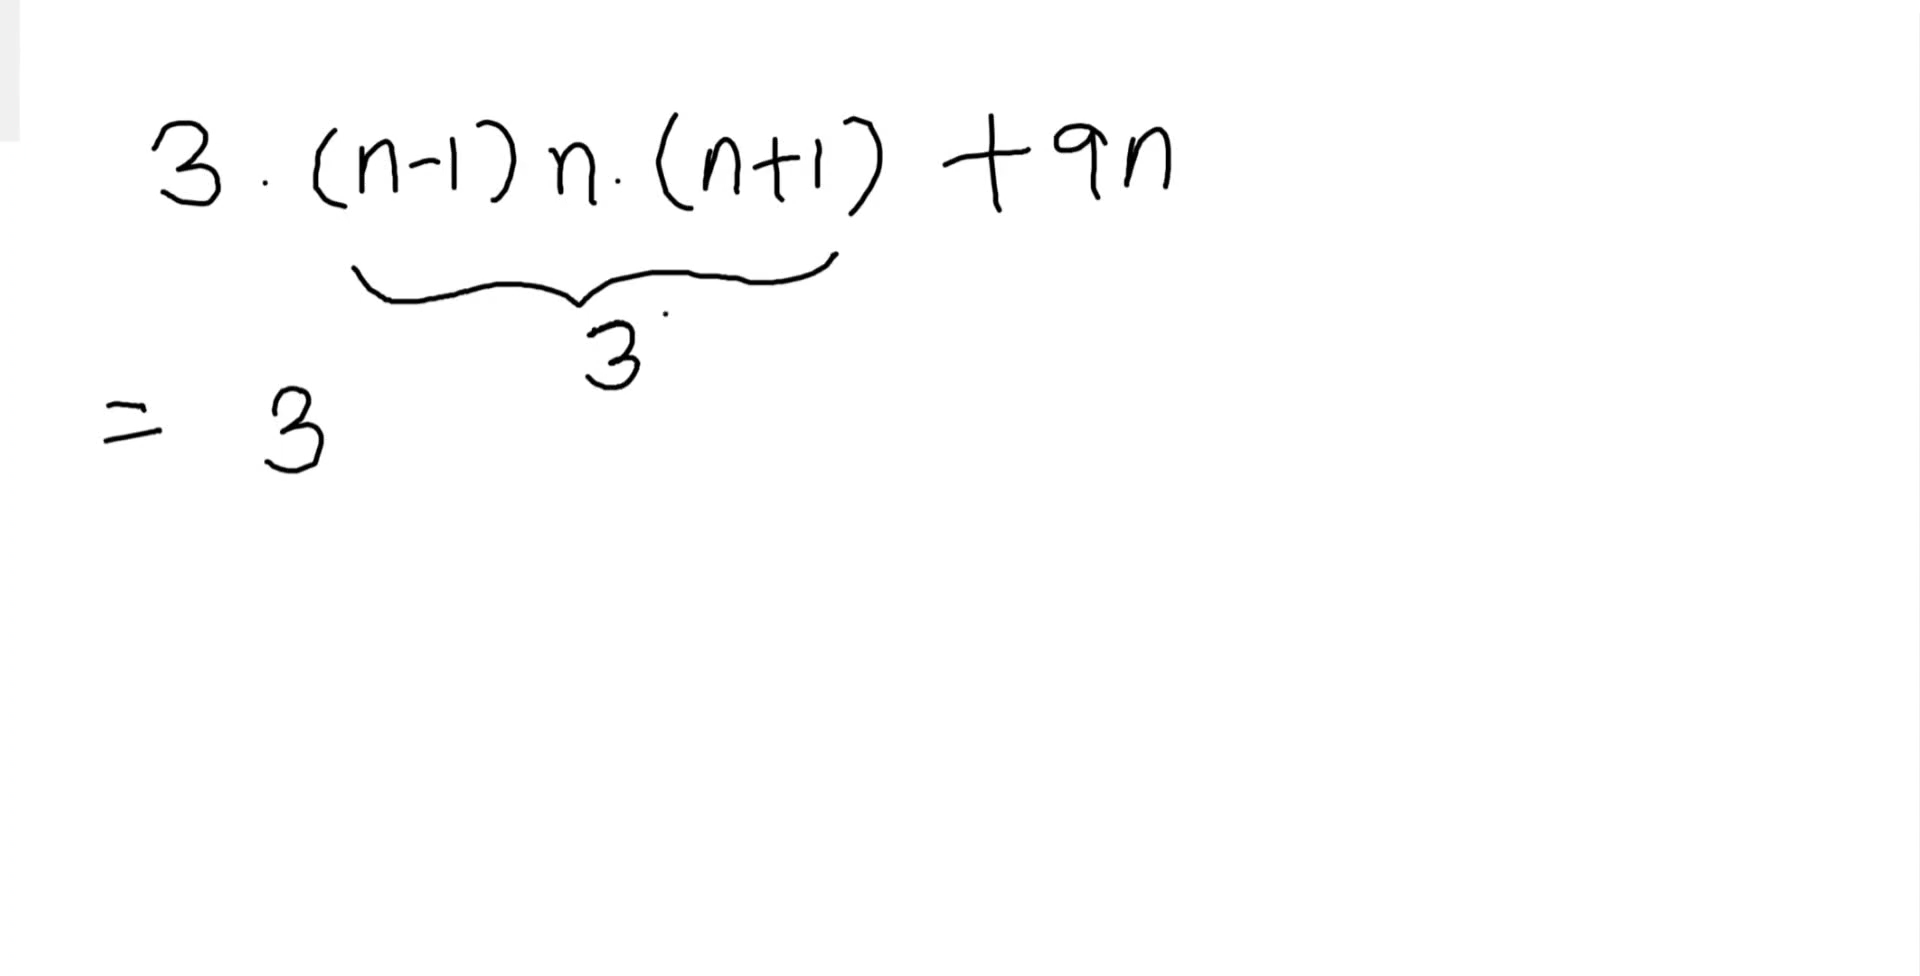 3 . (n-1) n . (n+1) + 9n
3
= 3